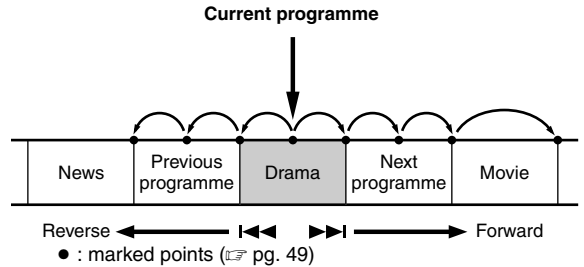 Current programme
News
Previous
programme
Drama
Next
programme
Movie
Reverse
Forward
● : marked points (☞ pg. 49)